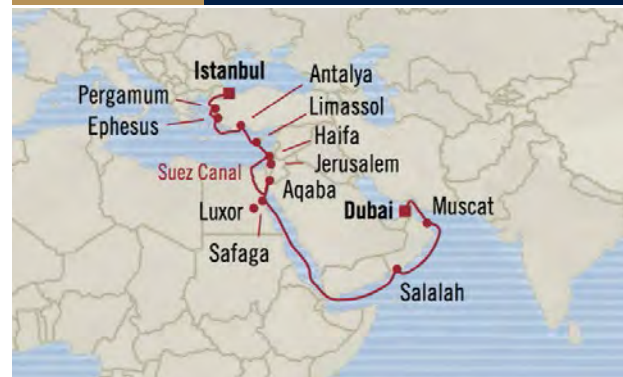 Istanbul
Antalya
Pergamum
Limassol
Ephesus
Haifa
Jerusalem
Suez Canal
Aqaba
Luxor
Dubai
Muscat
Safaga
Salalah